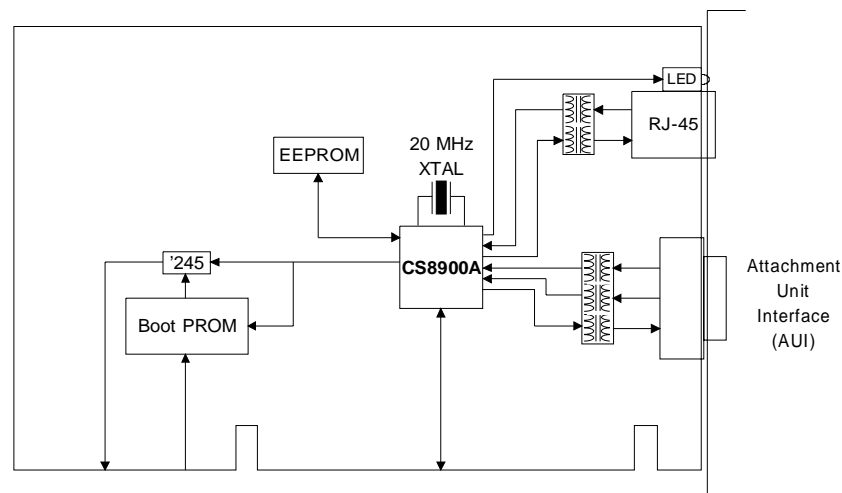 LED
RJ-45
20 MHz
XTAL
EEPROM
CS8900A
'245
Boot PROM
Attachment
Unit
Interface
(AUI)